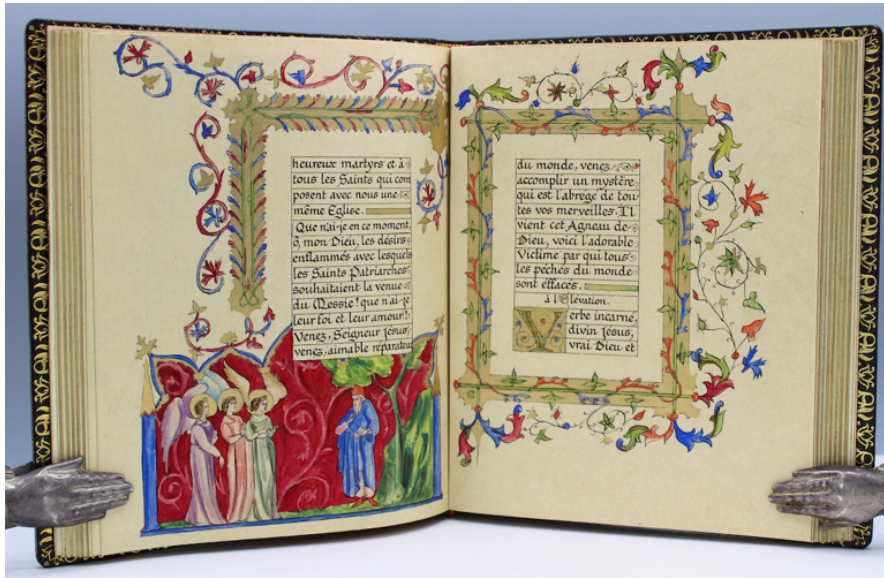 heureux martyrs et à
tous les Saints qui com
posent avec nous une
même Eglise.
Que n'ai-je en ce moment,
ô, mon Dieu, les désirs
enflammés avec lesquels
les Saints Patriarches
souhaitaient la venue
du Messie! que n'ai-je
leur foi et leur amour!
Venez, Seigneur Jésus,
venez, aimable réparateur
du monde, venez
accomplir un mystère
qui est l'abrégé de tou
tes vos merveilles. Il
vient cet Agneau de
Dieu, voici l'adorable
Victime par qui tous
les péchés du monde
sont effacés.
à l'Elévation.
Verbe incarné,
divin Jésus,
vrai Dieu et